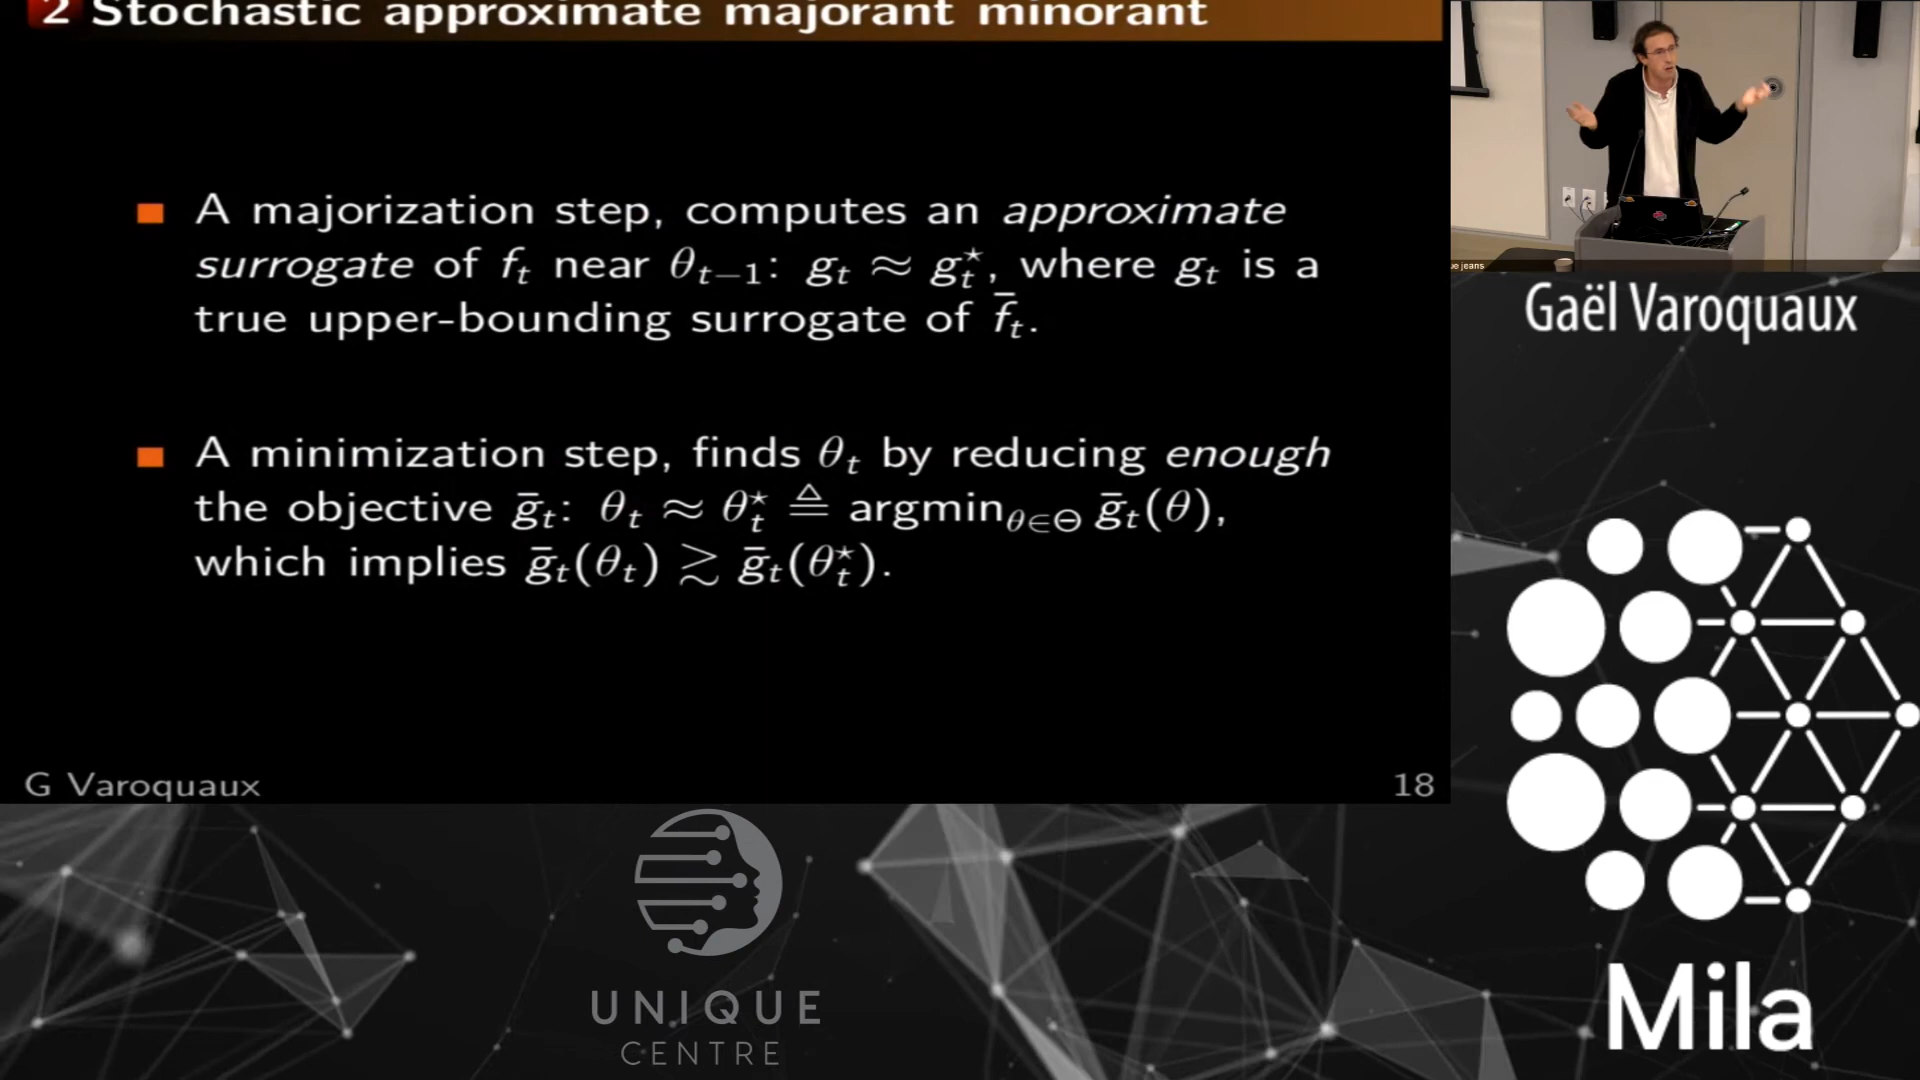 2 Stochastic approximate majorant minorant
■ A majorization step, computes an approximate
surrogate of fₜ near θₜ₋₁: gₜ ≈ gₜ*, where gₜ is a
true upper-bounding surrogate of f̄ₜ.
■ A minimization step, finds θₜ by reducing enough
the objective ḡₜ: θₜ ≈ θₜ* ≜ argmin_θ∈Θ ḡₜ(θ),
which implies ḡₜ(θₜ) ≳ ḡₜ(θₜ*).
G Varoquaux
18
e jeans
Gaël Varoquaux
UNIQUE
CENTRE
Mila